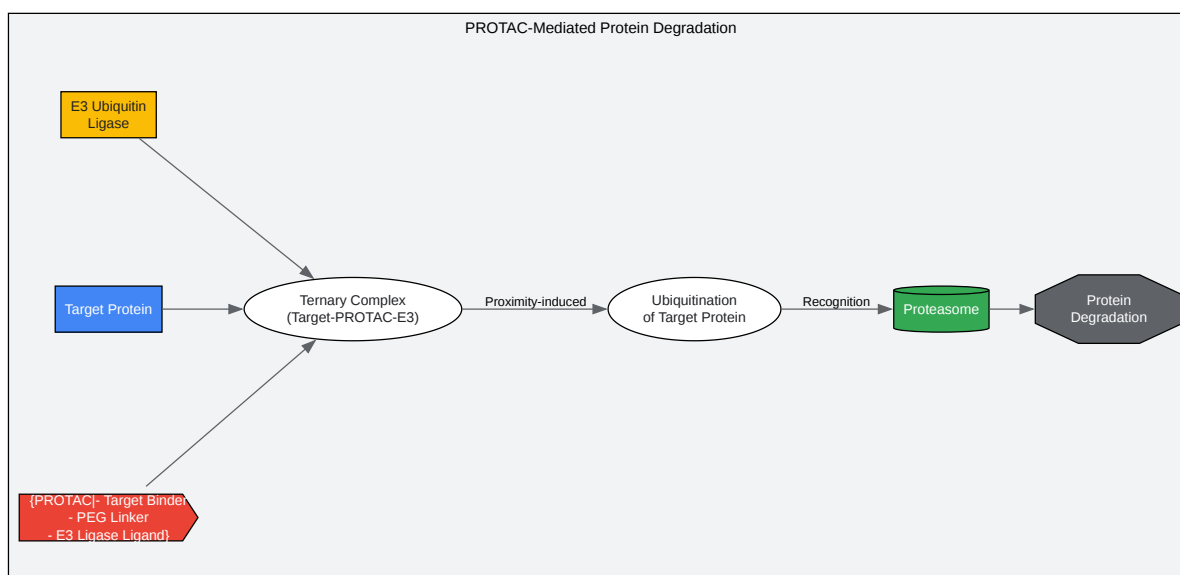 PROTAC-Mediated Protein Degradation
E3 Ubiquitin
Ligase
Target Protein
{PROTAC|- Target Binder
- PEG Linker
- E3 Ligase Ligand}
Ternary Complex
(Target-PROTAC-E3)
Proximity-induced
Ubiquitination
of Target Protein
Recognition
Proteasome
Protein
Degradation